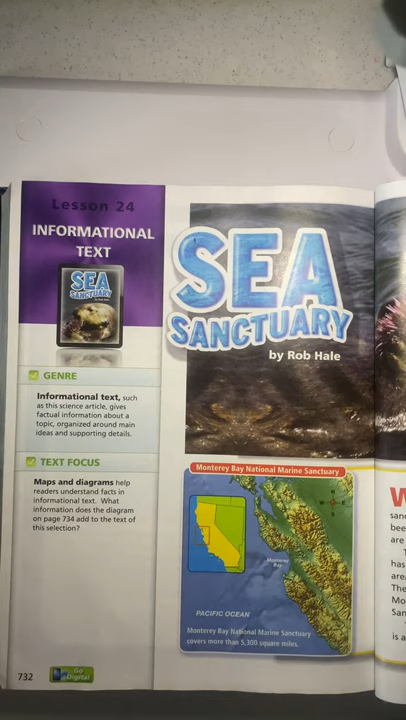 Lesson 24
INFORMATIONAL
TEXT
SEA
SANCTUARY
by Rob Hale
GENRE
Informational text, such
as this science article, gives
factual information about a
topic, organized around main
ideas and supporting details.
TEXT FOCUS
Maps and diagrams help
readers understand facts in
informational text. What
information does the diagram
on page 734 add to the text of
this selection?
732
Go
Digital
SEA
SANCTUARY
by Rob Hale
Monterey Bay National Marine Sanctuary
N
W
E
S
Monterey
Bay
PACIFIC OCEAN
Monterey Bay National Marine Sanctuary
covers more than 5,300 square miles.
W
are
has
The
is a